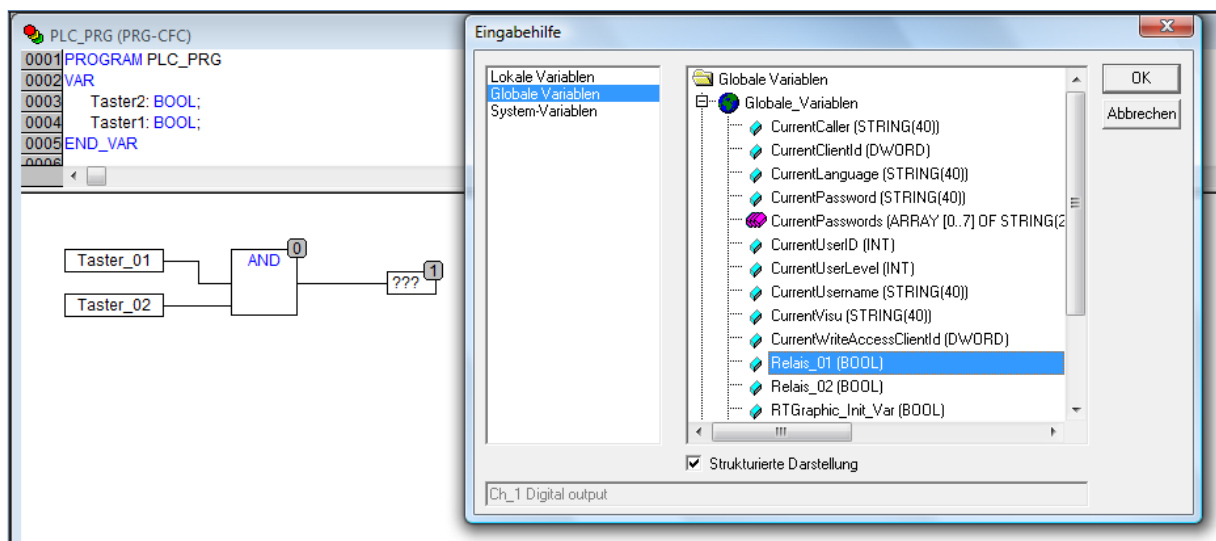 PLC_PRG (PRG-CFC)
0001 PROGRAM PLC_PRG
0002 VAR
0003 Taster2: BOOL;
0004 Taster1: BOOL;
0005 END_VAR
0006
Taster_01
Taster_02
AND
0
???
1
Eingabehilfe
Lokale Variablen
Globale Variablen
System-Variablen
Globale Variablen
Globale_Variablen
CurrentCaller (STRING(40))
CurrentClientId (DWORD)
CurrentLanguage (STRING(40))
CurrentPassword (STRING(40))
CurrentPasswords (ARRAY [0..7] OF STRING(2
CurrentUserID (INT)
CurrentUserLevel (INT)
CurrentUsername (STRING(40))
CurrentVisu (STRING(40))
CurrentWriteAccessClientId (DWORD)
Relais_01 (BOOL)
Relais_02 (BOOL)
RTGraphic_Init_Var (BOOL)
OK
Abbrechen
Strukturierte Darstellung
Ch_1 Digital output